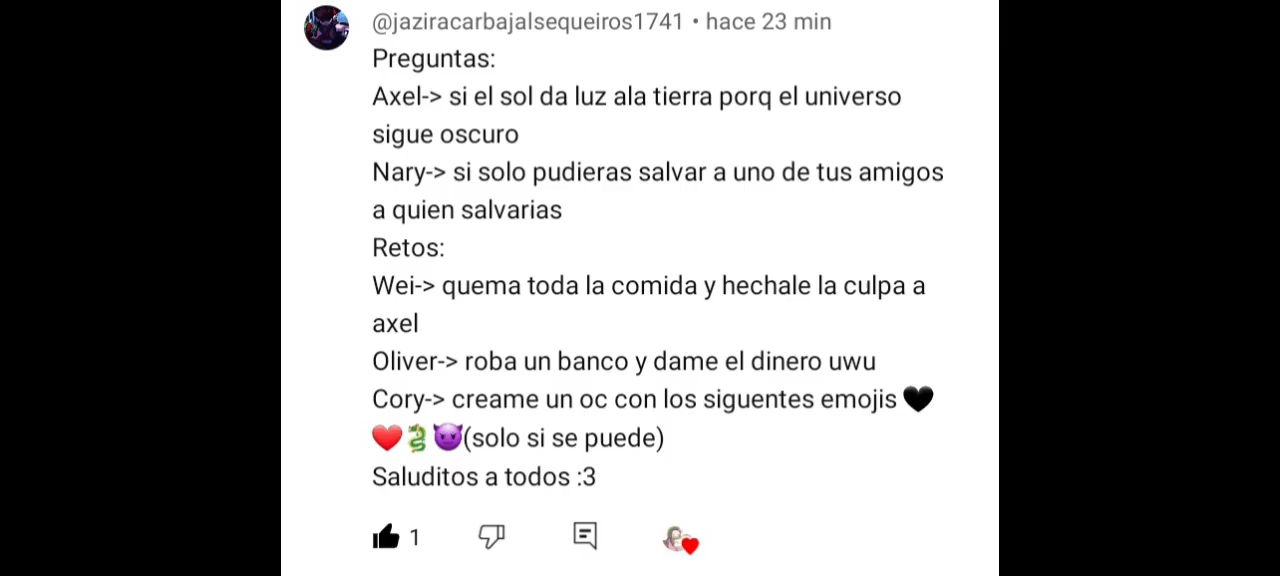 @jaziracarbajalsequeiros1741 • hace 23 min
Preguntas:
Axel-> si el sol da luz ala tierra porq el universo
sigue oscuro
Nary-> si solo pudieras salvar a uno de tus amigos
a quien salvarias
Retos:
Wei-> quema toda la comida y hechale la culpa a
axel
Oliver-> roba un banco y dame el dinero uwu
Cory-> creame un oc con los siguentes emojis 🖤
❤️🐉😈(solo si se puede)
Saluditos a todos :3
1